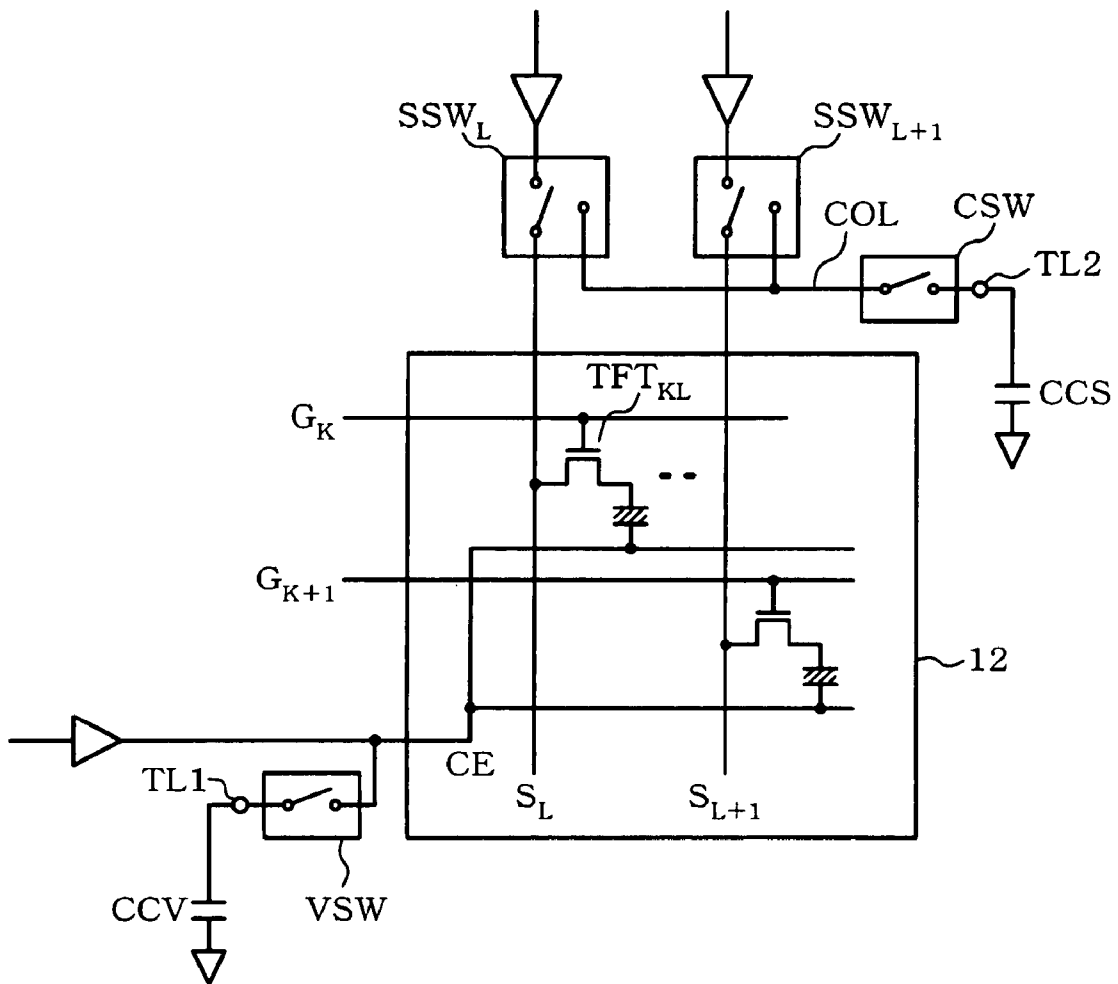 SSW_L
SSW_L+1
COL
CSW
TL2
CCS
TFT_KL
G_K
G_K+1
12
CE
TL1
S_L
S_L+1
CCV
VSW